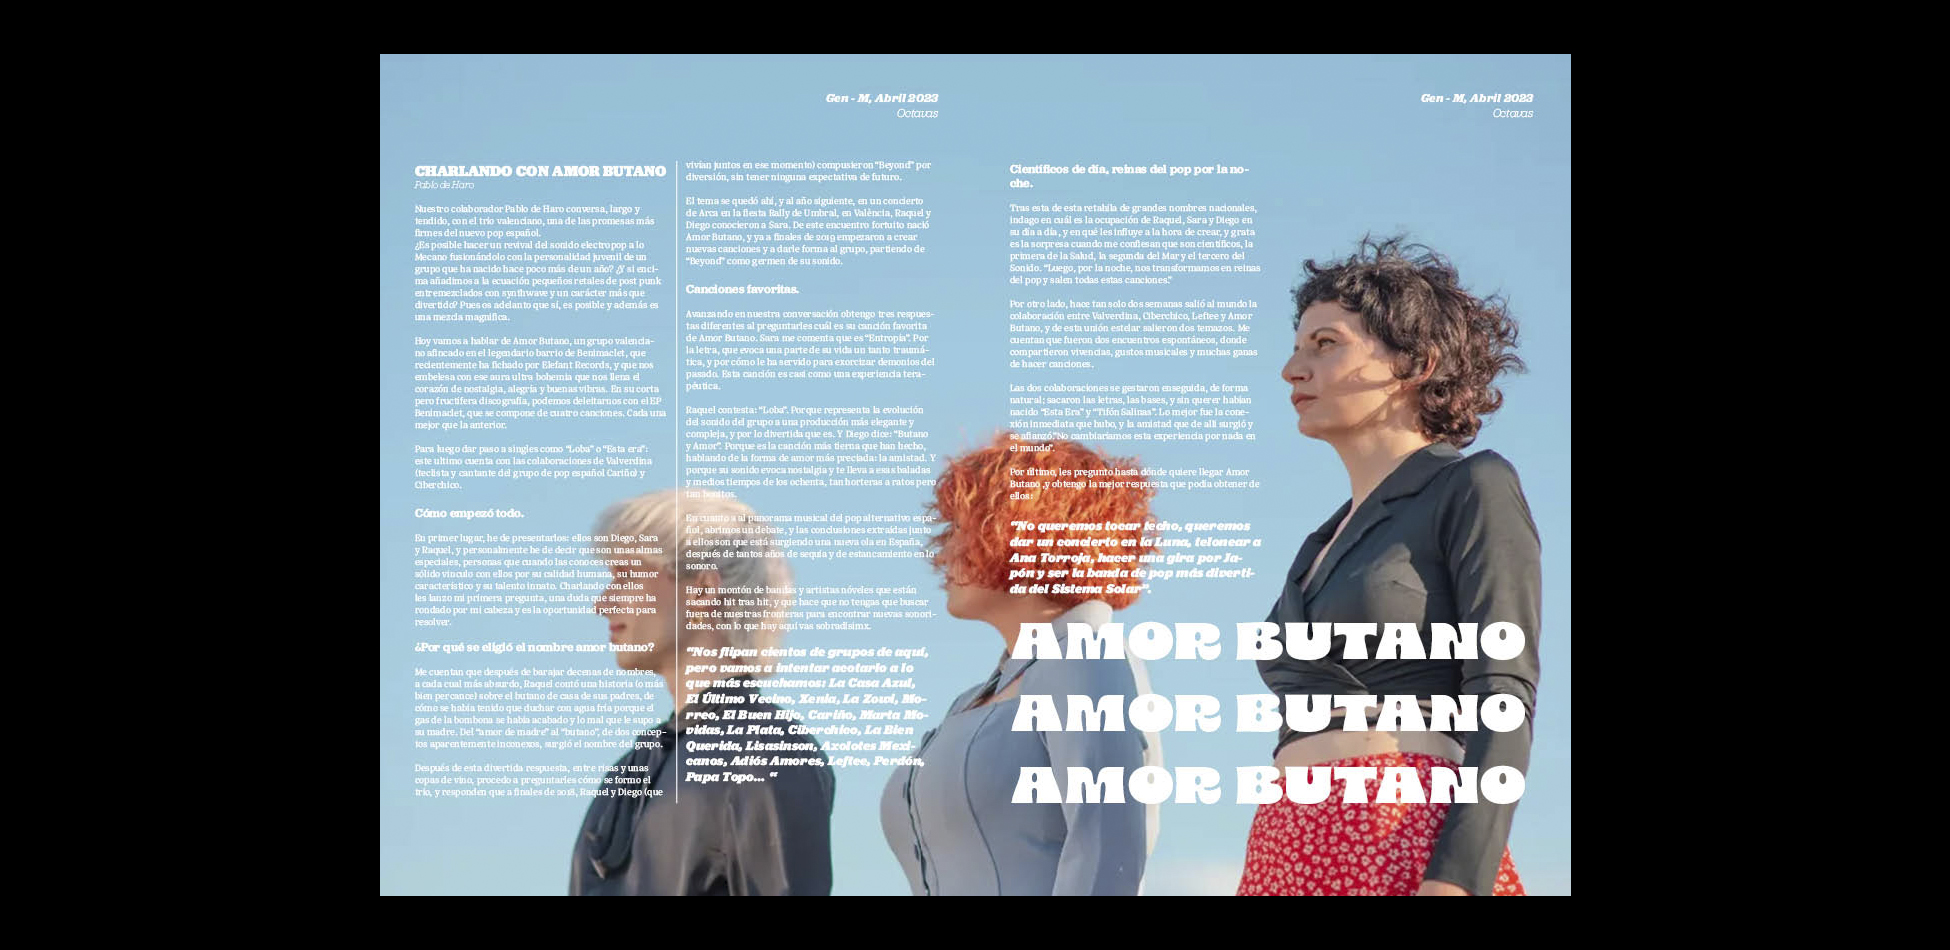 Gen - M, Abril 2023
Octavas
CHARLANDO CON AMOR BUTANO
Pablo de Haro
Nuestro colaborador Pablo de Haro conversa, largo y
tendido, con el trío valenciano, una de las promesas más
firmes del nuevo pop español.
¿Es posible hacer un revival del sonido electropop a lo
Mecano fusionándolo con la personalidad juvenil de un
grupo que ha nacido hace poco más de un año? ¿Y si enci-
ma añadimos a la ecuación pequeños retales de post punk
entremezclados con synthwave y un carácter más que
divertido? Pues os adelanto que sí, es posible y además es
una mezcla magnífica.
Hoy vamos a hablar de Amor Butano, un grupo valencia-
no afincado en el legendario barrio de Benimaclet, que
recientemente ha fichado por Elefant Records, y que nos
embelesa con ese aura ultra bohemia que nos llena el
corazón de nostalgia, alegría y buenas vibras. En su corta
pero fructífera discografía, podemos deleitarnos con el EP
Benimaclet, que se compone de cuatro canciones. Cada una
mejor que la anterior.
Para luego dar paso a singles como “Loba” o “Esta era”:
este ultimo cuenta con las colaboraciones de Valverdina
(teclista y cantante del grupo de pop español Cariño) y
Ciberchico.
Cómo empezó todo.
En primer lugar, he de presentarlos: ellos son Diego, Sara
y Raquel, y personalmente he de decir que son unas almas
especiales, personas que cuando las conoces creas un
sólido vínculo con ellos por su calidad humana, su humor
característico y su talento innato. Charlando con ellos
les lanzo mi primera pregunta, una duda que siempre ha
rondado por mi cabeza y es la oportunidad perfecta para
resolver.
¿Por qué se eligió el nombre amor butano?
Me cuentan que después de barajar decenas de nombres,
a cada cual más absurdo, Raquel contó una historia (o más
bien percance) sobre el butano de casa de sus padres, de
cómo se había tenido que duchar con agua fría porque el
gas de la bombona se había acabado y lo mal que le supo a
su madre. Del “amor de madre” al “butano”, de dos concep-
tos aparentemente inconexos, surgió el nombre del grupo.
Después de esta divertida respuesta, entre risas y unas
copas de vino, procedo a preguntarles cómo se formo el
trío, y responden que a finales de 2018, Raquel y Diego (que
vivían juntos en ese momento) compusieron “Beyond” por
diversión, sin tener ninguna expectativa de futuro.
El tema se quedó ahí, y al año siguiente, en un concierto
de Arca en la fiesta Rally de Umbral, en València, Raquel y
Diego conocieron a Sara. De este encuentro fortuito nació
Amor Butano, y ya a finales de 2019 empezaron a crear
nuevas canciones y a darle forma al grupo, partiendo de
“Beyond” como germen de su sonido.
Canciones favoritas.
Avanzando en nuestra conversación obtengo tres respues-
tas diferentes al preguntarles cuál es su canción favorita
de Amor Butano. Sara me comenta que es “Entropía”. Por
la letra, que evoca una parte de su vida un tanto traumá-
tica, y por cómo le ha servido para exorcizar demonios del
pasado. Esta canción es casi como una experiencia tera-
péutica.
Raquel contesta: “Loba”. Porque representa la evolución
del sonido del grupo a una producción más elegante y
compleja, y por lo divertida que es. Y Diego dice: “Butano
y Amor”. Porque es la canción más tierna que han hecho,
hablando de la forma de amor más preciada: la amistad. Y
porque su sonido evoca nostalgia y te lleva a esas baladas
y medios tiempos de los ochenta, tan horteras a ratos pero
tan bonitos.
En cuanto a al panorama musical del pop alternativo espa-
ñol, abrimos un debate, y las conclusiones extraídas junto
a ellos son que está surgiendo una nueva ola en España,
después de tantos años de sequía y de estancamiento en lo
sonoro.
Hay un montón de bandas y artistas nóveles que están
sacando hit tras hit, y que hace que no tengas que buscar
fuera de nuestras fronteras para encontrar nuevas sonori-
dades, con lo que hay aquí vas sobradísimx.
“Nos flipan cientos de grupos de aquí,
pero vamos a intentar acotarlo a lo
que más escuchamos: La Casa Azul,
El Último Vecino, Xenia, La Zowi, Mo-
rreo, El Buen Hijo, Cariño, Marta Mo-
vidas, La Plata, Ciberchico, La Bien
Querida, Lisasinson, Axolotes Mexi-
canos, Adiós Amores, Leftee, Perdón,
Papa Topo... “
Gen - M, Abril 2023
Octavas
Científicos de día, reinas del pop por la no-
che.
Tras esta de esta retahíla de grandes nombres nacionales,
indago en cuál es la ocupación de Raquel, Sara y Diego en
su día a día, y en qué les influye a la hora de crear, y grata
es la sorpresa cuando me confiesan que son científicos, la
primera de la Salud, la segunda del Mar y el tercero del
Sonido. “Luego, por la noche, nos transformamos en reinas
del pop y salen todas estas canciones.”
Por otro lado, hace tan solo dos semanas salió al mundo la
colaboración entre Valverdina, Ciberchico, Leftee y Amor
Butano, y de esta unión estelar salieron dos temazos. Me
cuentan que fueron dos encuentros espontáneos, donde
compartieron vivencias, gustos musicales y muchas ganas
de hacer canciones.
Las dos colaboraciones se gestaron enseguida, de forma
natural; sacaron las letras, las bases, y sin querer habían
nacido “Esta Era” y “Tifón Salinas”. Lo mejor fue la cone-
xión inmediata que hubo, y la amistad que de allí surgió y
se afianzó.”No cambiaríamos esta experiencia por nada en
el mundo”.
Por último, les pregunto hasta dónde quiere llegar Amor
Butano ,y obtengo la mejor respuesta que podía obtener de
ellos:
“No queremos tocar techo, queremos
dar un concierto en la Luna, telonear a
Ana Torroja, hacer una gira por Ja-
pón y ser la banda de pop más diverti-
da del Sistema Solar”.
AMOR BUTANO
AMOR BUTANO
AMOR BUTANO